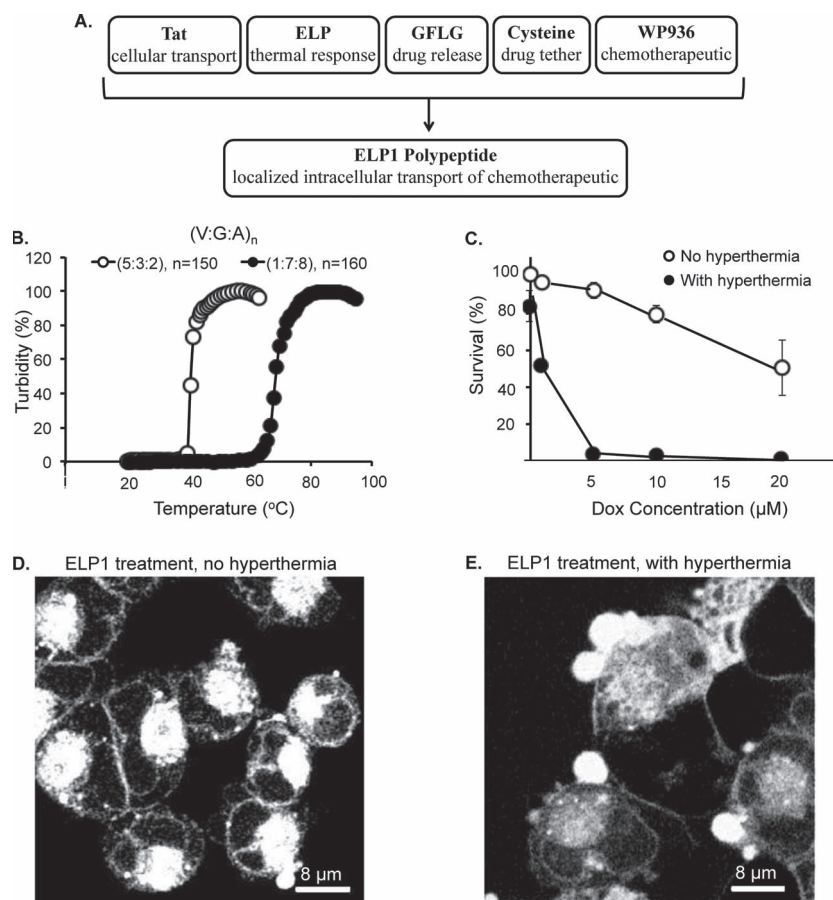 A.
Tat
cellular transport
ELP
thermal response
GFLG
drug release
Cysteine
drug tether
WP936
chemotherapeutic
ELP1 Polypeptide
localized intracellular transport of chemotherapeutic
B.
(V:G:A)n
(5:3:2), n=150
(1:7:8), n=160
Turbidity (%)
120
100
80
60
40
20
0
20 40 60 80 100
Temperature (oC)
C.
No hyperthermia
With hyperthermia
Survival (%)
100
80
60
40
20
5 10 15 20
Dox Concentration (µM)
D. ELP1 treatment, no hyperthermia
8 µm
E. ELP1 treatment, with hyperthermia
8 µm